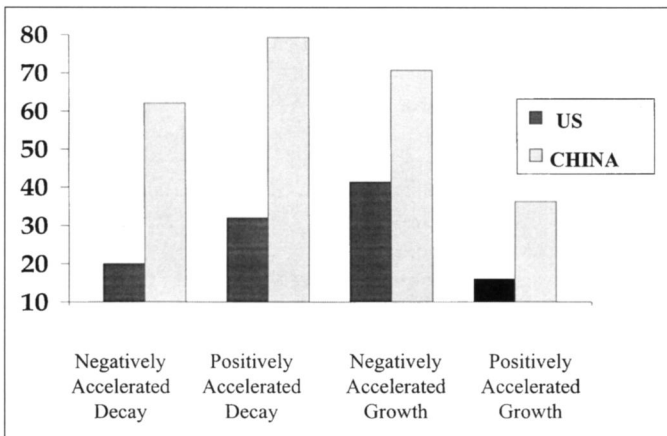 80
70
60
50
40
30
20
10
US
CHINA
Negatively Positively Negatively Positively
Accelerated Accelerated Accelerated Accelerated
Decay Decay Growth Growth